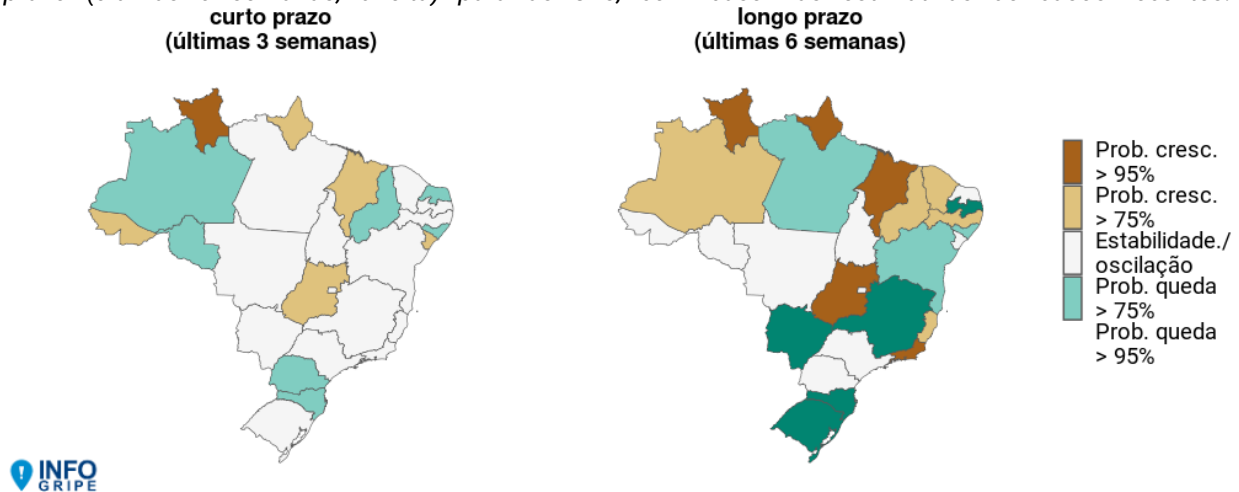 curto prazo
(últimas 3 semanas)
longo prazo
(últimas 6 semanas)
Prob. cresc.
> 95%
Prob. cresc.
> 75%
Estabilidade./
oscilação
Prob. queda
> 75%
Prob. queda
> 95%
INFO
GRIPE